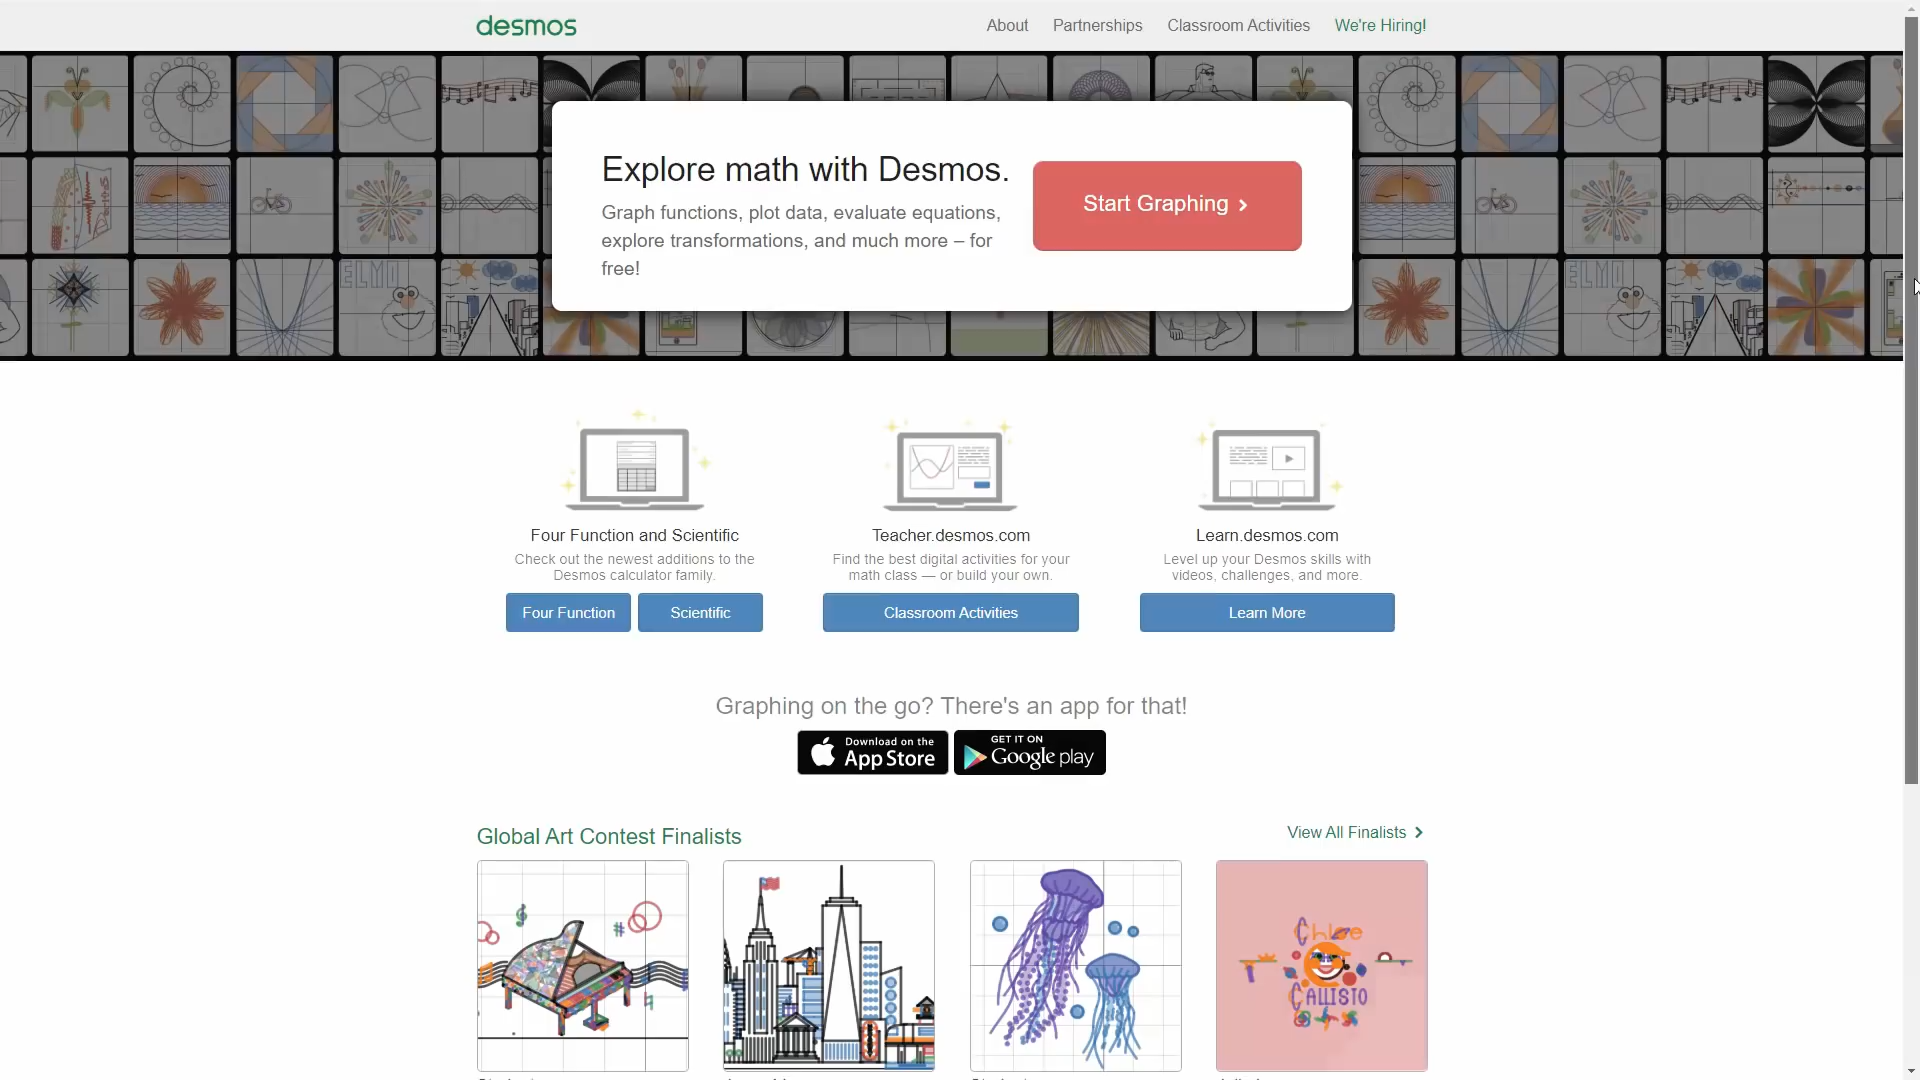 desmos
About
Partnerships
Classroom Activities
We're Hiring!
Explore math with Desmos.
Graph functions, plot data, evaluate equations,
explore transformations, and much more – for
free!
Start Graphing
ELMO
ELMO
Four Function and Scientific
Check out the newest additions to the
Desmos calculator family.
Four Function
Scientific
Teacher.desmos.com
Find the best digital activities for your
math class — or build your own.
Classroom Activities
Learn.desmos.com
Level up your Desmos skills with
videos, challenges, and more.
Learn More
Graphing on the go? There's an app for that!
Download on the
App Store
GET IT ON
Google play
Global Art Contest Finalists
View All Finalists
Chloe
CALLISTO